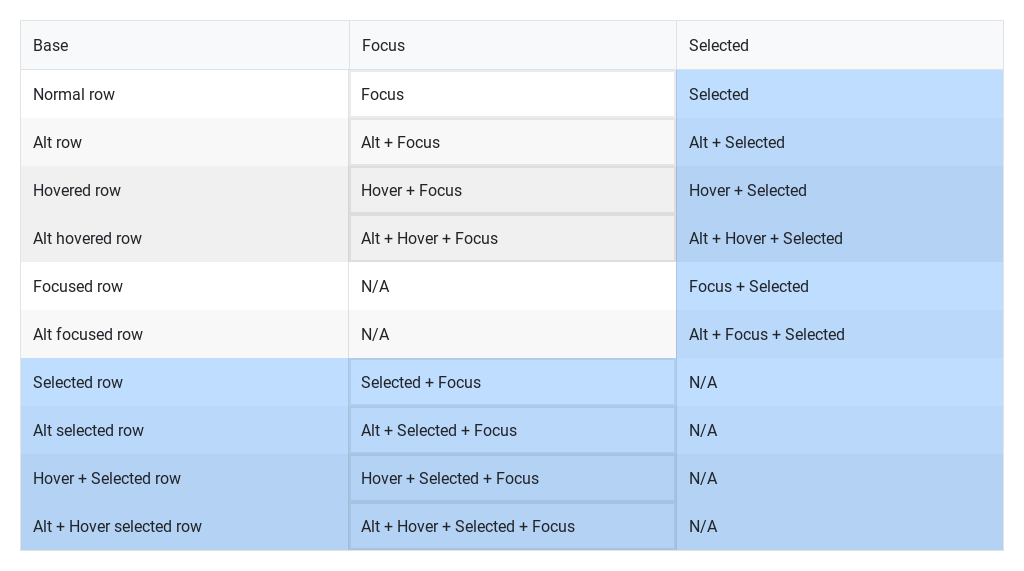 Base Focus Selected
Normal row Focus Selected
Alt row Alt + Focus Alt + Selected
Hovered row Hover + Focus Hover + Selected
Alt hovered row Alt + Hover + Focus Alt + Hover + Selected
Focused row N/A Focus + Selected
Alt focused row N/A Alt + Focus + Selected
Selected row Selected + Focus N/A
Alt selected row Alt + Selected + Focus N/A
Hover + Selected row Hover + Selected + Focus N/A
Alt + Hover selected row Alt + Hover + Selected + Focus N/A